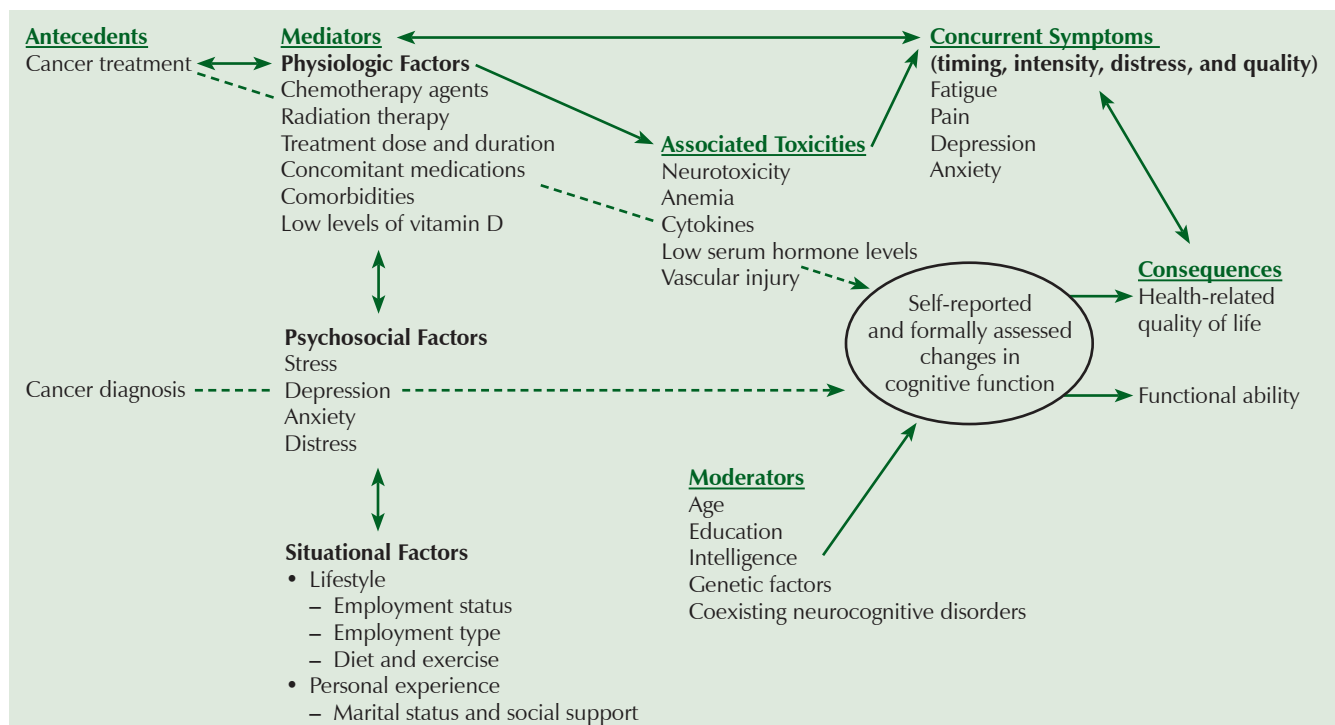 Antecedents
Cancer treatment
Cancer diagnosis
Mediators
Physiologic Factors
Chemotherapy agents
Radiation therapy
Treatment dose and duration
Concomitant medications
Comorbidities
Low levels of vitamin D
Psychosocial Factors
Stress
Depression
Anxiety
Distress
Situational Factors
• Lifestyle
– Employment status
– Employment type
– Diet and exercise
• Personal experience
– Marital status and social support
Associated Toxicities
Neurotoxicity
Anemia
Cytokines
Low serum hormone levels
Vascular injury
Moderators
Age
Education
Intelligence
Genetic factors
Coexisting neurocognitive disorders
Concurrent Symptoms
(timing, intensity, distress, and quality)
Fatigue
Pain
Depression
Anxiety
Self-reported
and formally assessed
changes in
cognitive function
Consequences
Health-related
quality of life
Functional ability